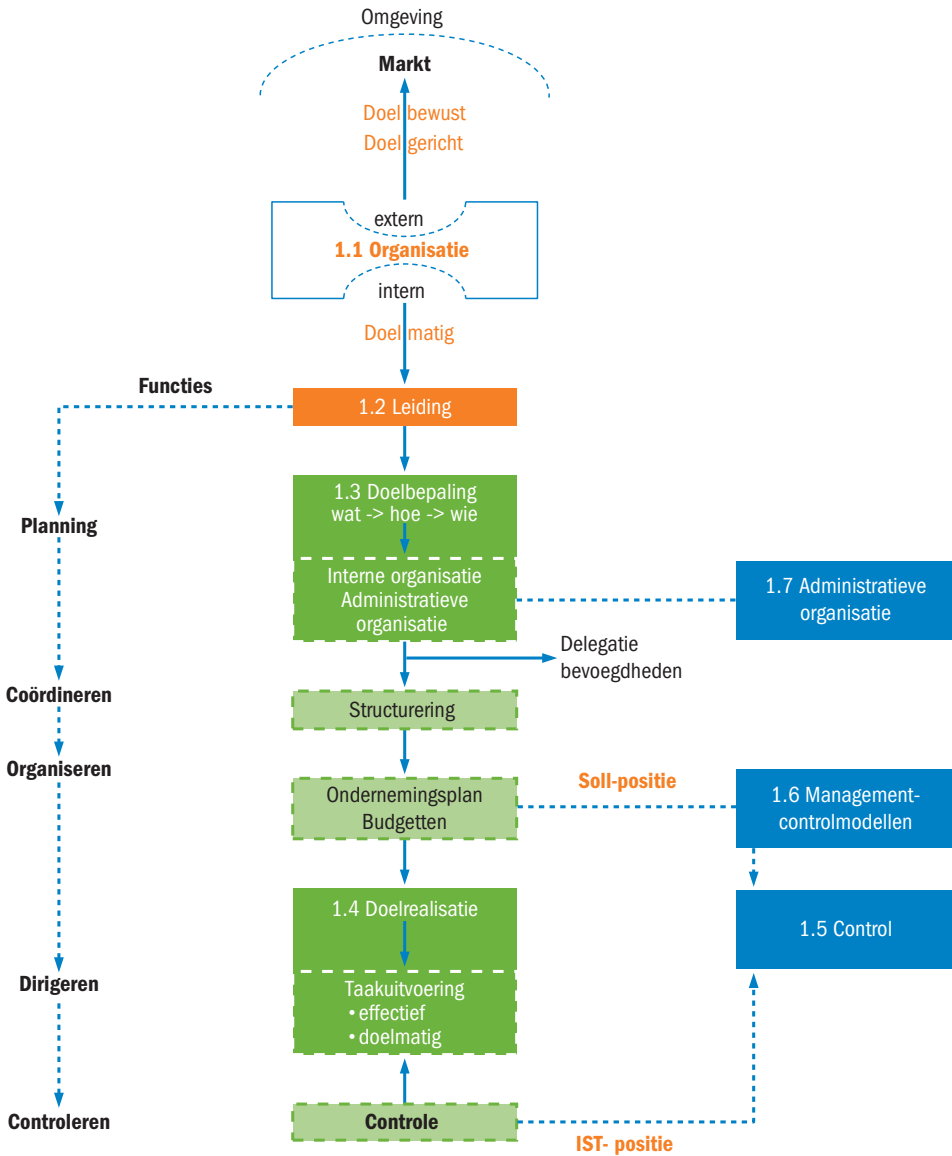 Omgeving
Markt
Doel bewust
Doel gericht
extern
1.1 Organisatie
intern
Doel matig
Functies
1.2 Leiding
1.3 Doelbepaling
wat -> hoe -> wie
Planning
Interne organisatie
Administratieve
organisatie
1.7 Administratieve
organisatie
Delegatie
bevoegdheden
Coördineren
Structurering
Organiseren
Ondernemingsplan
Budgetten
Soll-positie
1.6 Management-
controlmodellen
1.4 Doelrealisatie
1.5 Control
Dirigeren
Taakuitvoering
• effectief
• doelmatig
Controleren
Controle
IST- positie